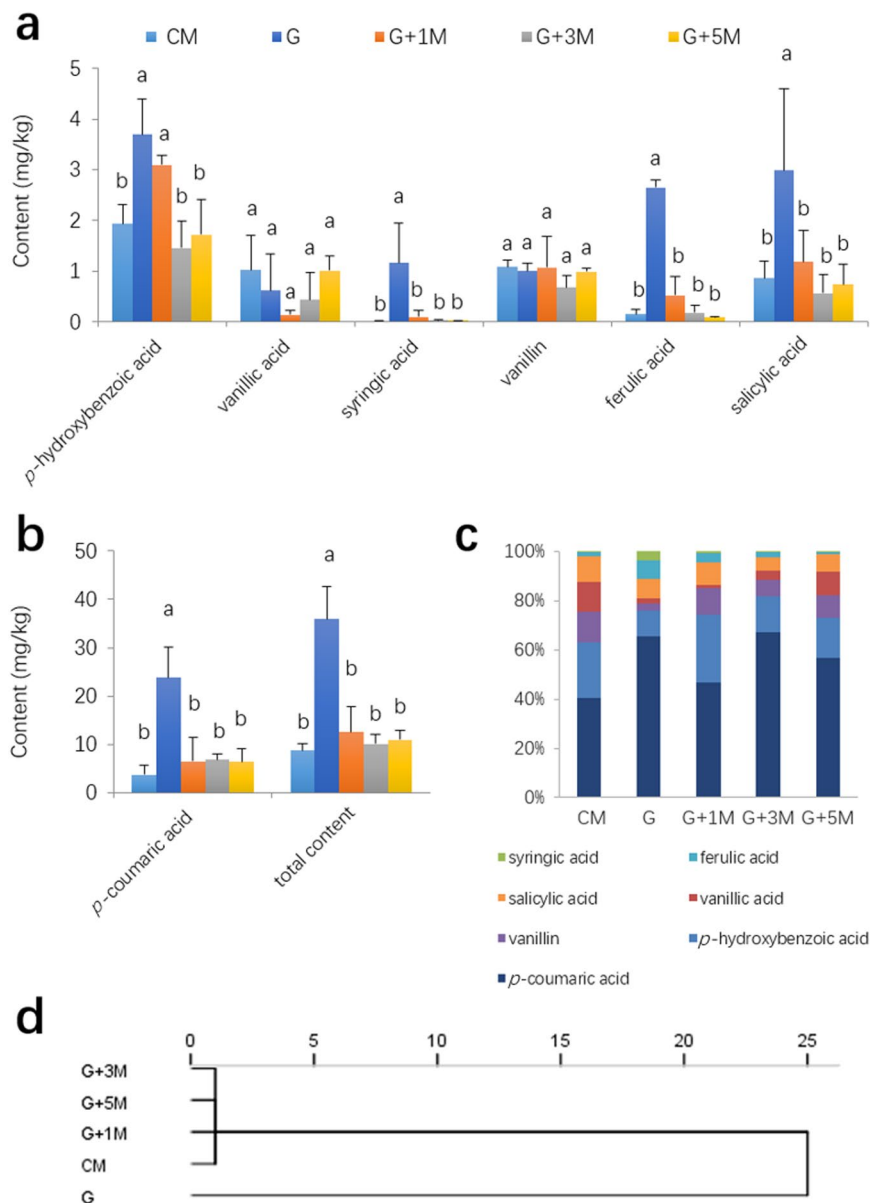 a
CM G G+1M G+3M G+5M
Content (mg/kg)
5
4
3
2
1
0
b a a b b
a a a a a
b a b b b
a a a a a
b a b b b
b a b b b
p-hydroxybenzoic acid
vanillic acid
syringic acid
vanillin
ferulic acid
salicylic acid
b
Content (mg/kg)
50
40
30
20
10
0
b a b b b
b a b b b
p-coumaric acid
total content
c
100%
80%
60%
40%
20%
0%
CM G G+1M G+3M G+5M
syringic acid ferulic acid
salicylic acid vanillic acid
vanillin p-hydroxybenzoic acid
p-coumaric acid
d
0 5 10 15 20 25
G+3M
G+5M
G+1M
CM
G